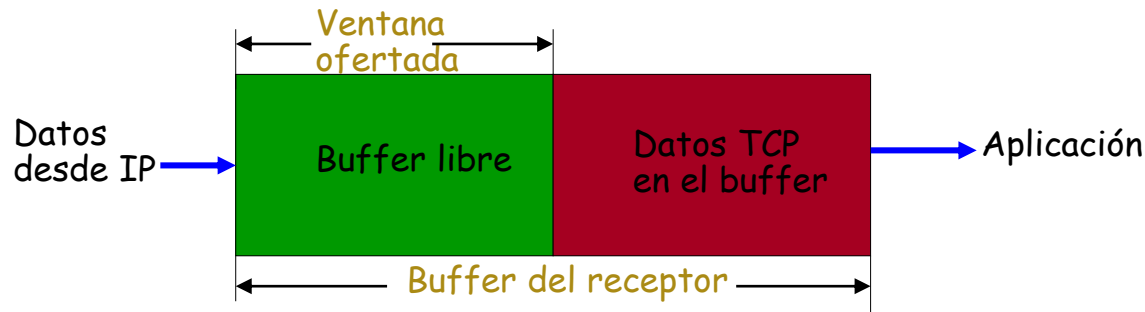 Ventana
ofertada
Datos
desde IP
Buffer libre
Datos TCP
en el buffer
Aplicación
Buffer del receptor